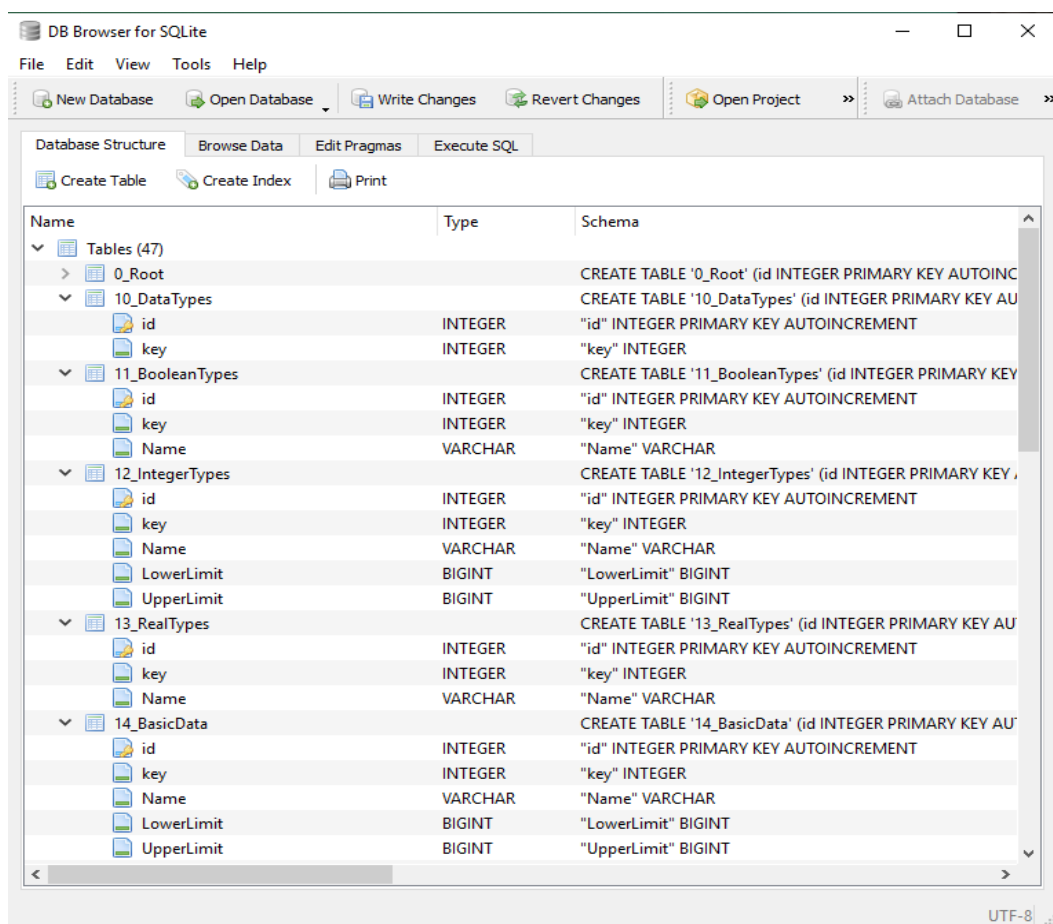 DB Browser for SQLite
File Edit View Tools Help
New Database Open Database Write Changes Revert Changes Open Project » Attach Database »
Database Structure Browse Data Edit Pragmas Execute SQL
Create Table Create Index Print
Name Type Schema
Tables (47)
0_Root CREATE TABLE '0_Root' (id INTEGER PRIMARY KEY AUTOINC
10_DataTypes CREATE TABLE '10_DataTypes' (id INTEGER PRIMARY KEY AU
id INTEGER "id" INTEGER PRIMARY KEY AUTOINCREMENT
key INTEGER "key" INTEGER
11_BooleanTypes CREATE TABLE '11_BooleanTypes' (id INTEGER PRIMARY KEY
id INTEGER "id" INTEGER PRIMARY KEY AUTOINCREMENT
key INTEGER "key" INTEGER
Name VARCHAR "Name" VARCHAR
12_IntegerTypes CREATE TABLE '12_IntegerTypes' (id INTEGER PRIMARY KEY
id INTEGER "id" INTEGER PRIMARY KEY AUTOINCREMENT
key INTEGER "key" INTEGER
Name VARCHAR "Name" VARCHAR
LowerLimit BIGINT "LowerLimit" BIGINT
UpperLimit BIGINT "UpperLimit" BIGINT
13_RealTypes CREATE TABLE '13_RealTypes' (id INTEGER PRIMARY KEY AU
id INTEGER "id" INTEGER PRIMARY KEY AUTOINCREMENT
key INTEGER "key" INTEGER
Name VARCHAR "Name" VARCHAR
14_BasicData CREATE TABLE '14_BasicData' (id INTEGER PRIMARY KEY AU
id INTEGER "id" INTEGER PRIMARY KEY AUTOINCREMENT
key INTEGER "key" INTEGER
Name VARCHAR "Name" VARCHAR
LowerLimit BIGINT "LowerLimit" BIGINT
UpperLimit BIGINT "UpperLimit" BIGINT
UTF-8